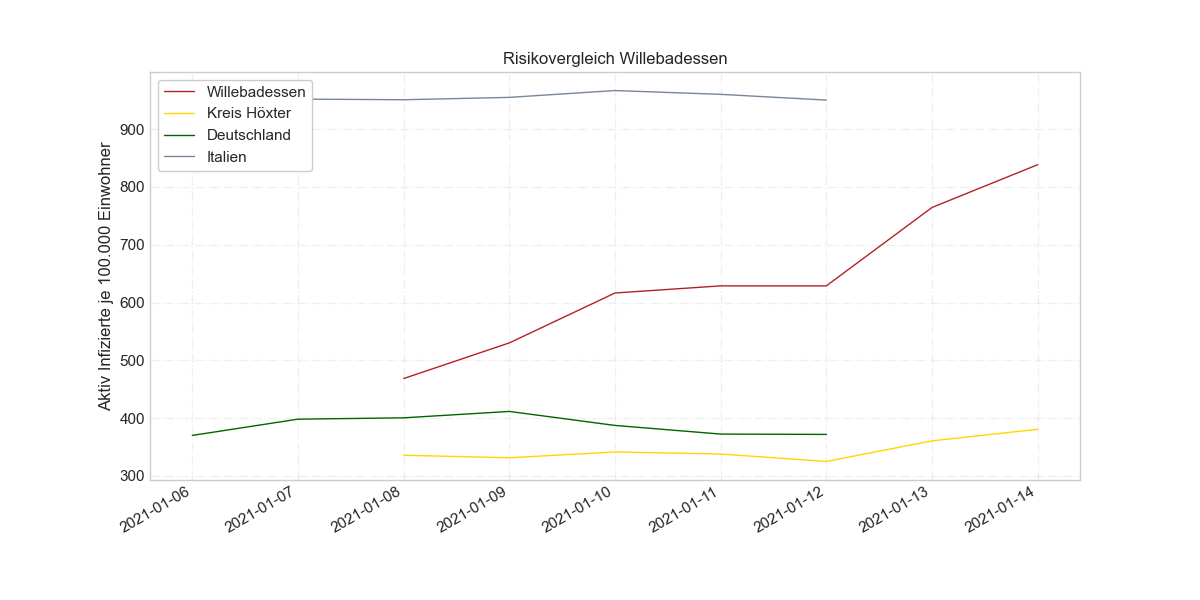 Risikovergleich Willebadessen
Willebadessen
Kreis Höxter
Deutschland
Italien
Aktiv Infizierte je 100.000 Einwohner
900
800
700
600
500
400
300
2021-01-06
2021-01-07
2021-01-08
2021-01-09
2021-01-10
2021-01-11
2021-01-12
2021-01-13
2021-01-14